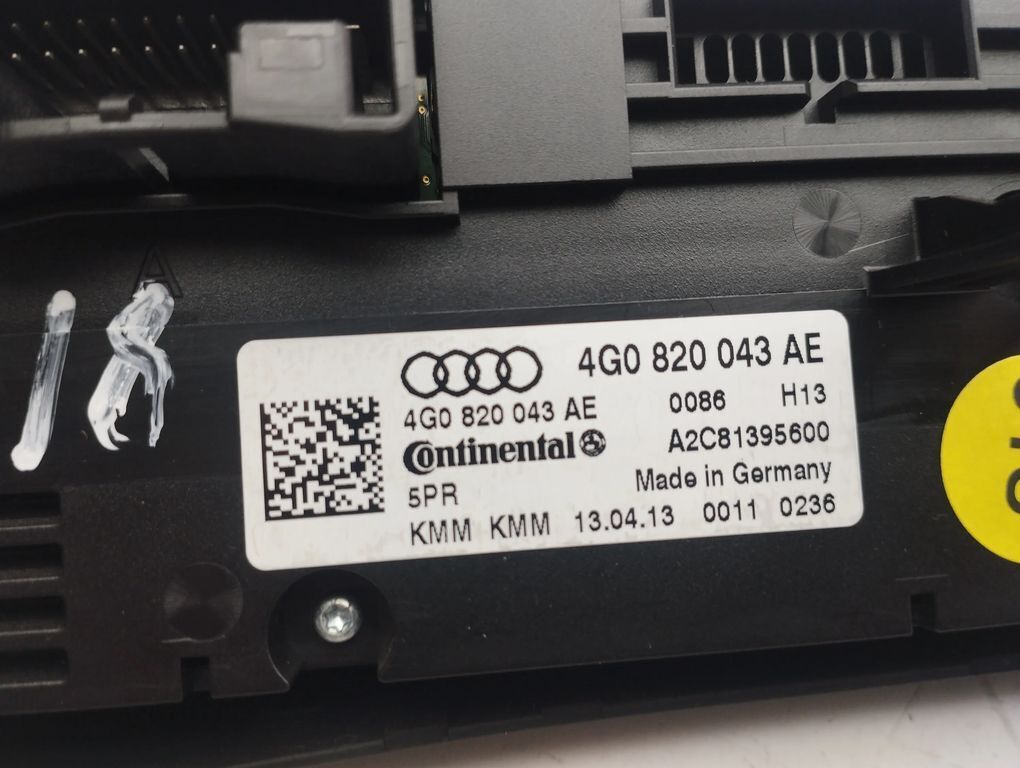 A
4G0 820 043 AE
4G0 820 043 AE 0086 H13
Continental A2C81395600
Made in Germany
5PR
KMM KMM 13.04.13 0011 0236